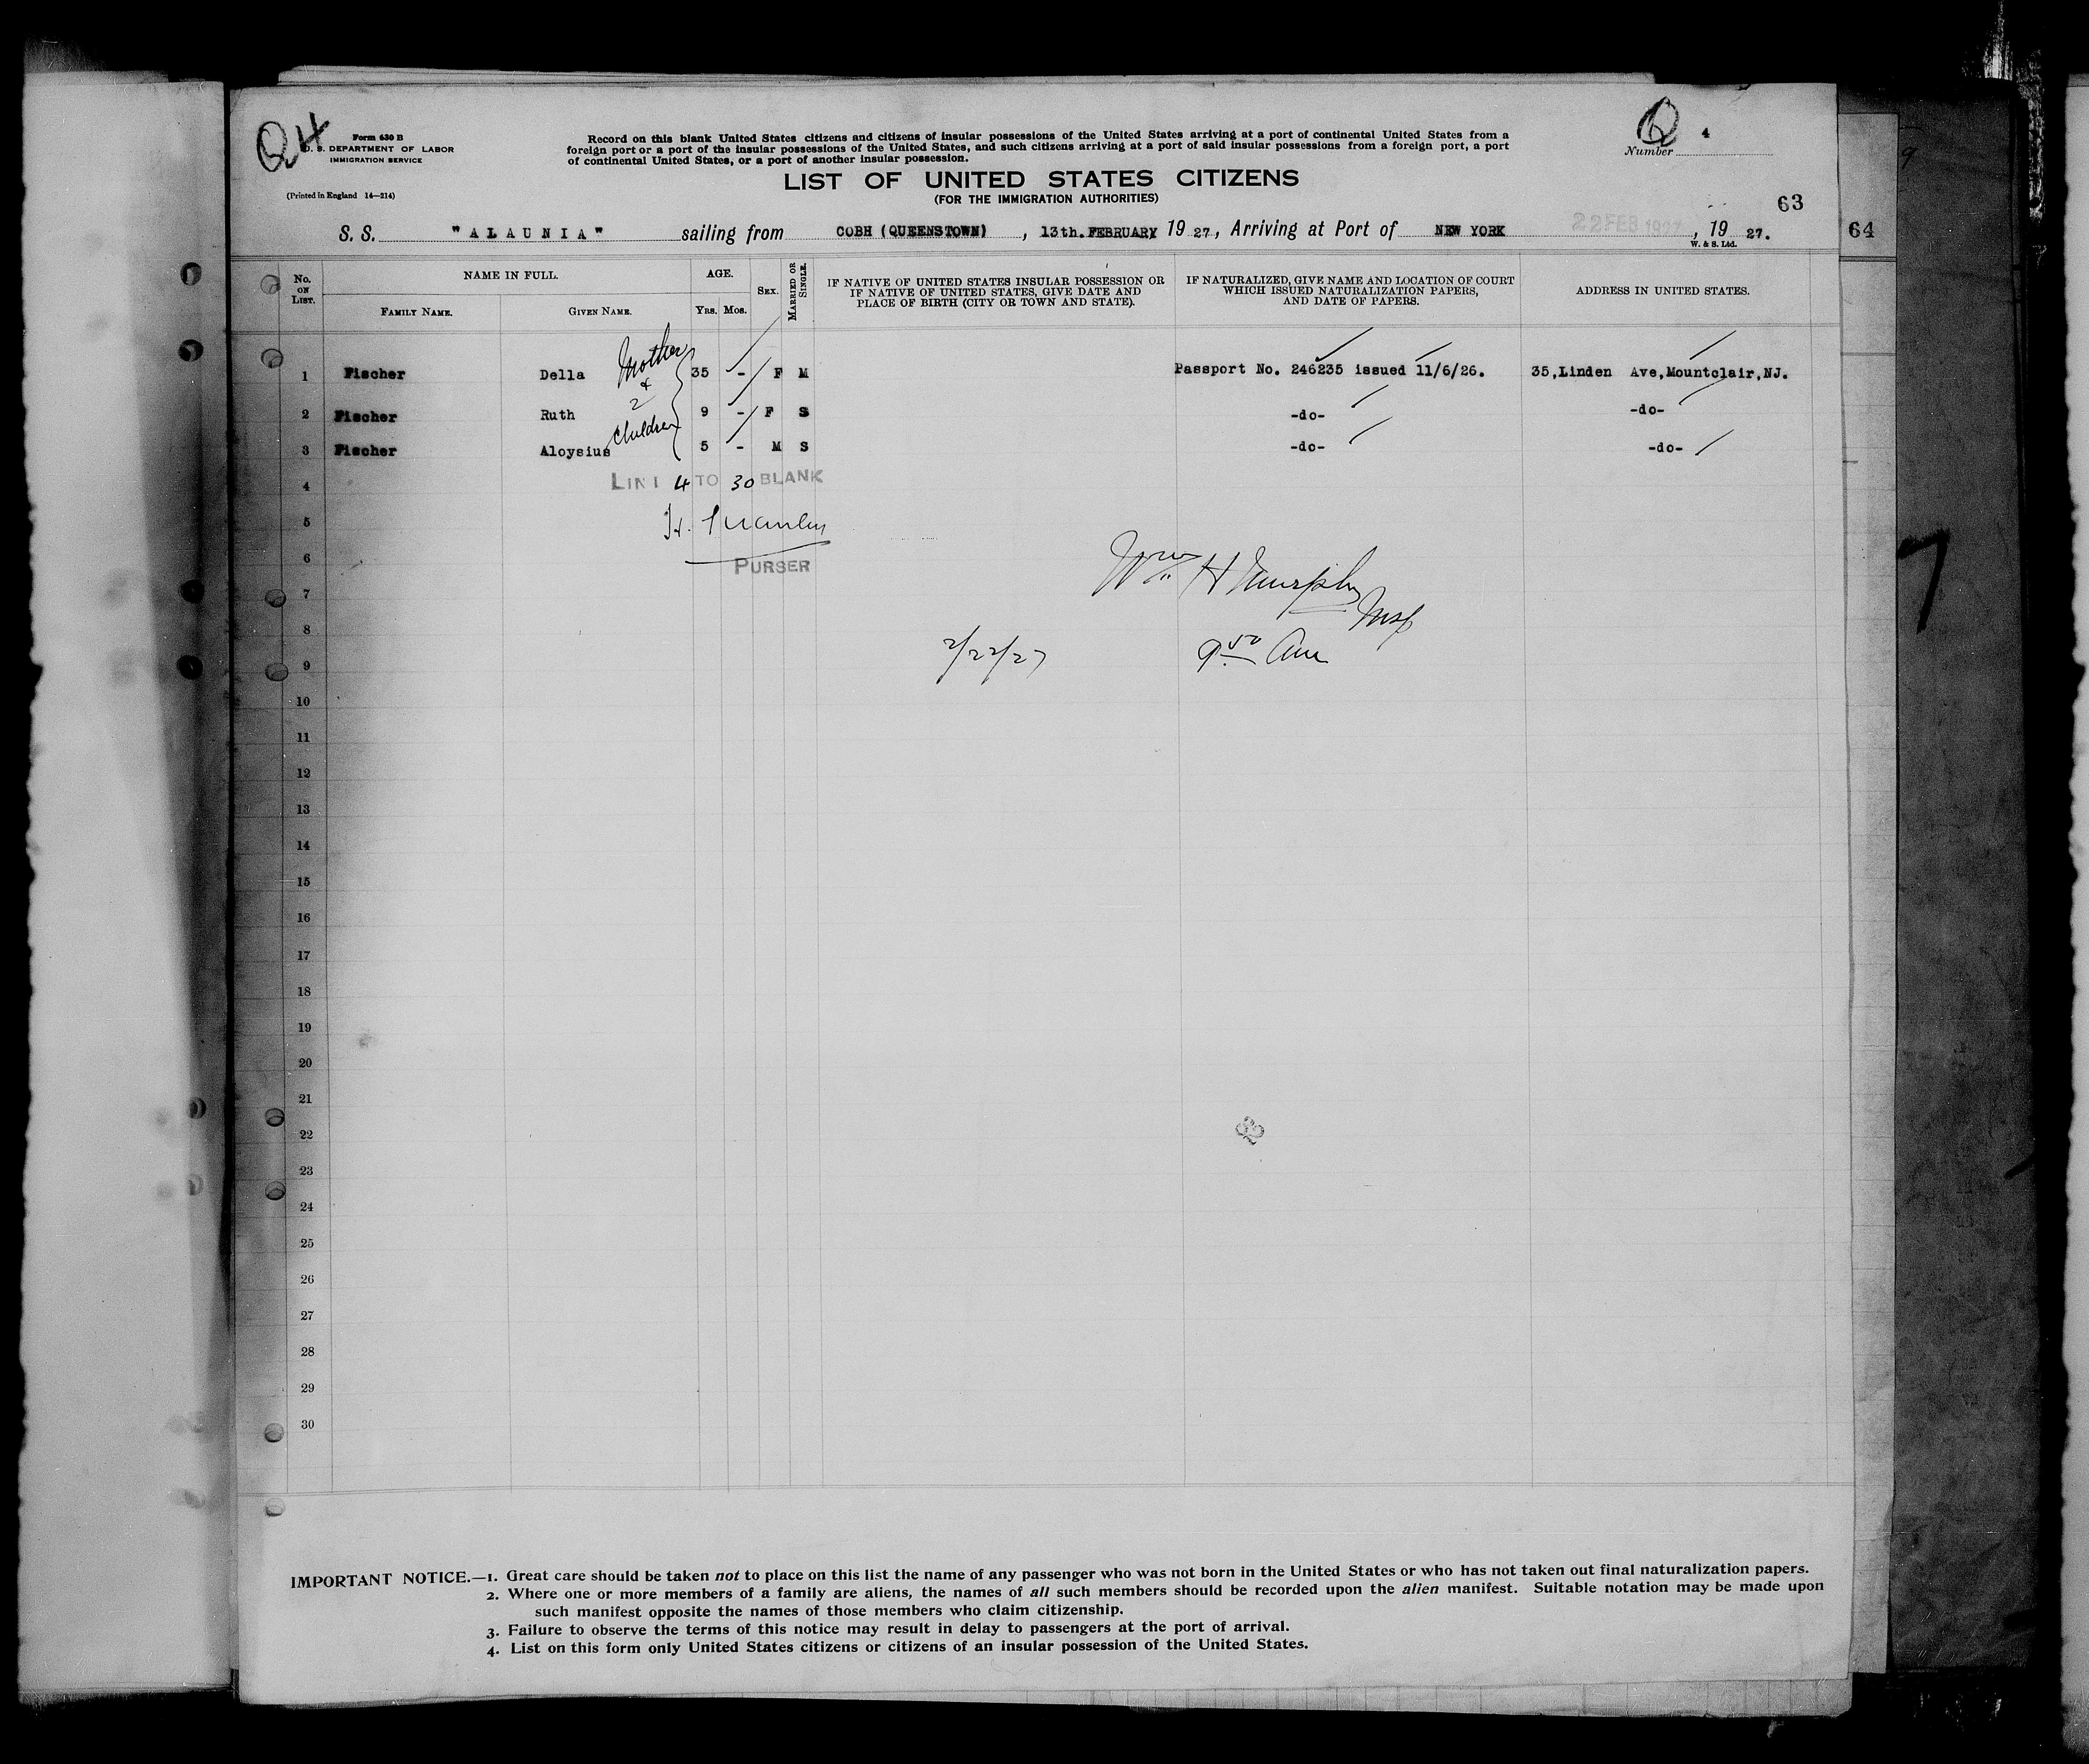 Q4
Form 630 B
U. S. DEPARTMENT OF LABOR
IMMIGRATION SERVICE
(Printed in England 14—214)
Record on this blank United States citizens and citizens of insular possessions of the United States arriving at a port of continental United States from a
foreign port or a port of the insular possessions of the United States, and such citizens arriving at a port of said insular possessions from a foreign port, a port
of continental United States, or a port of another insular possession.
Q 4
Number
LIST OF UNITED STATES CITIZENS
(FOR THE IMMIGRATION AUTHORITIES)
63
64
S. S. "ALAUNIA" sailing from COBH (QUEENSTOWN) , 13th. FEBRUARY 19 27, Arriving at Port of NEW YORK 22 FEB 1927 , 19 27.
W. & S. Ltd.
No. ON LIST.
NAME IN FULL.
FAMILY NAME.
GIVEN NAME.
AGE.
YRS. MOS.
SEX.
MARRIED OR SINGLE.
IF NATIVE OF UNITED STATES INSULAR POSSESSION OR
IF NATIVE OF UNITED STATES, GIVE DATE AND
PLACE OF BIRTH (CITY OR TOWN AND STATE).
IF NATURALIZED, GIVE NAME AND LOCATION OF COURT
WHICH ISSUED NATURALIZATION PAPERS,
AND DATE OF PAPERS.
ADDRESS IN UNITED STATES.
1 Fischer Della Mother 35 - F M Passport No. 246235 issued 11/6/26. 35,Linden Ave,Mountclair,NJ.
&
2 Fischer Ruth 2 9 - F S -do- -do-
3 Fischer Aloysius Children 5 - M S -do- -do-
4 LINE 4 TO 30 BLANK
5
6 PURSER
7 Wm H Murphy Insp
8
9 2/22/27 9 50 Am
10
11
12
13
14
15
16
17
18
19
20
21
22 32
23
24
25
26
27
28
29
30
IMPORTANT NOTICE.—1. Great care should be taken not to place on this list the name of any passenger who was not born in the United States or who has not taken out final naturalization papers.
2. Where one or more members of a family are aliens, the names of all such members should be recorded upon the alien manifest. Suitable notation may be made upon
such manifest opposite the names of those members who claim citizenship.
3. Failure to observe the terms of this notice may result in delay to passengers at the port of arrival.
4. List on this form only United States citizens or citizens of an insular possession of the United States.